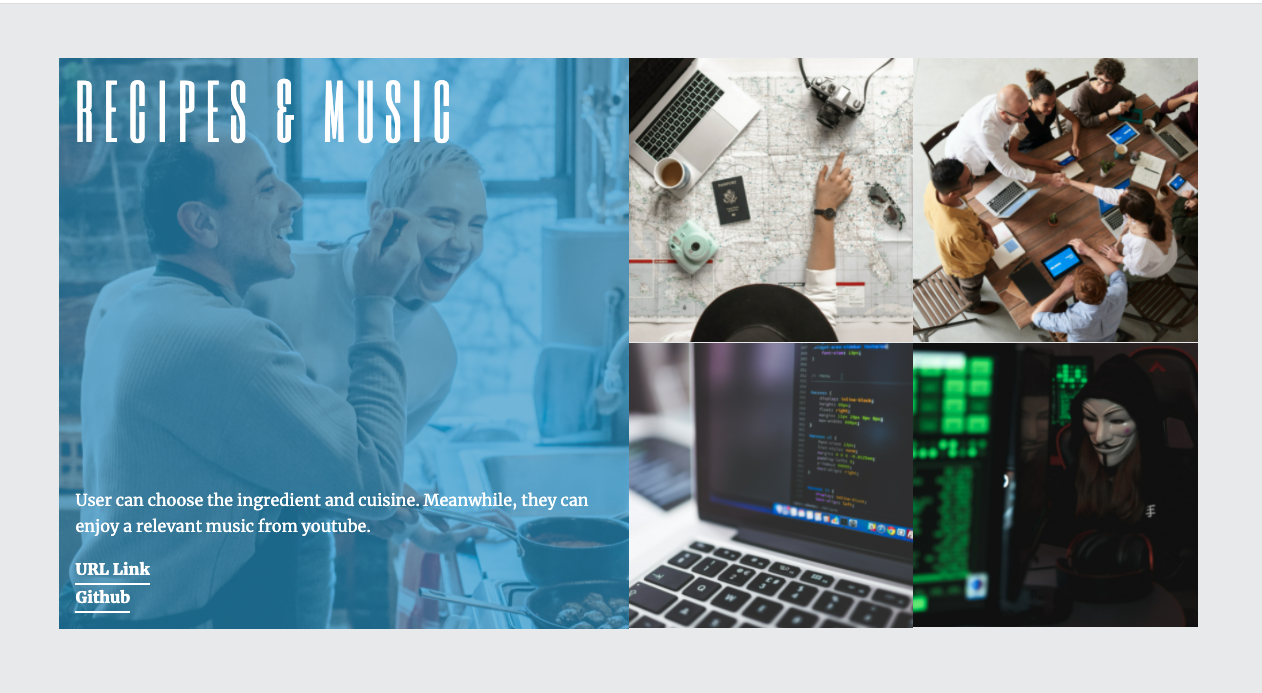 RECIPES & MUSIC
User can choose the ingredient and cuisine. Meanwhile, they can
enjoy a relevant music from youtube.
URL Link
Github
PASSPORT